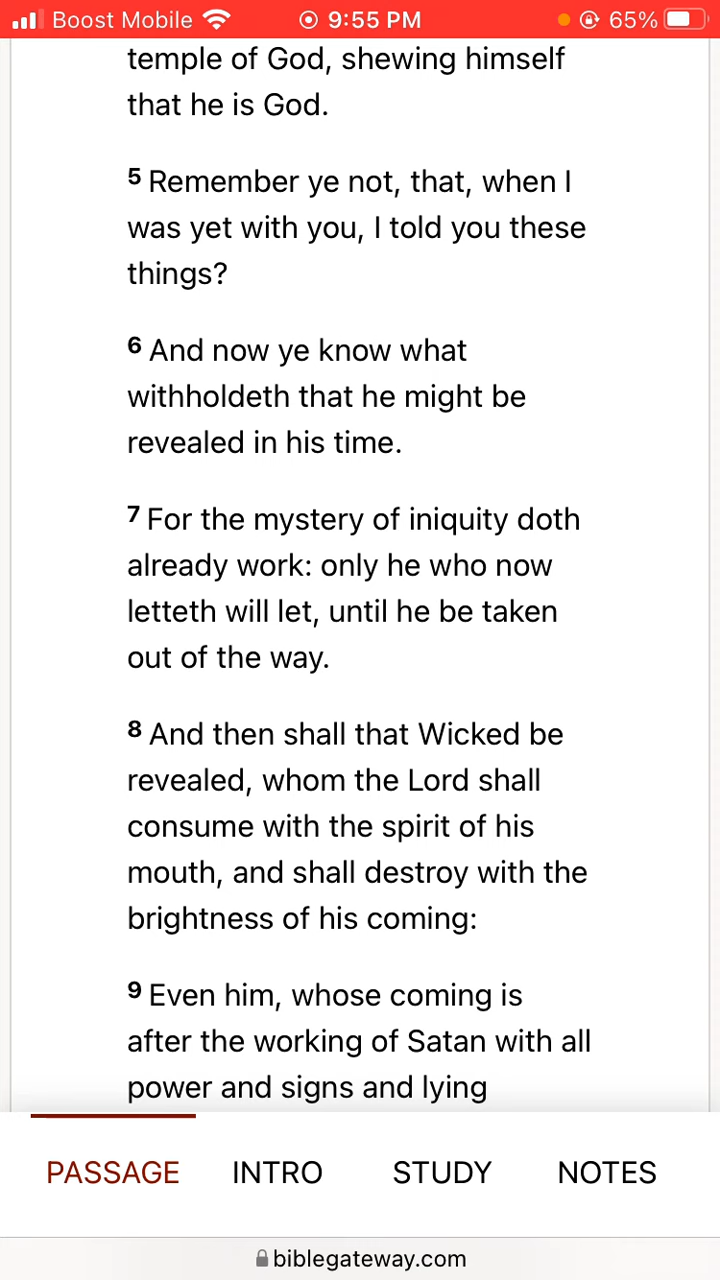 Boost Mobile 9:55 PM 65%
temple of God, shewing himself
that he is God.
5 Remember ye not, that, when I
was yet with you, I told you these
things?
6 And now ye know what
withholdeth that he might be
revealed in his time.
7 For the mystery of iniquity doth
already work: only he who now
letteth will let, until he be taken
out of the way.
8 And then shall that Wicked be
revealed, whom the Lord shall
consume with the spirit of his
mouth, and shall destroy with the
brightness of his coming:
9 Even him, whose coming is
after the working of Satan with all
power and signs and lying
PASSAGE INTRO STUDY NOTES
biblegateway.com